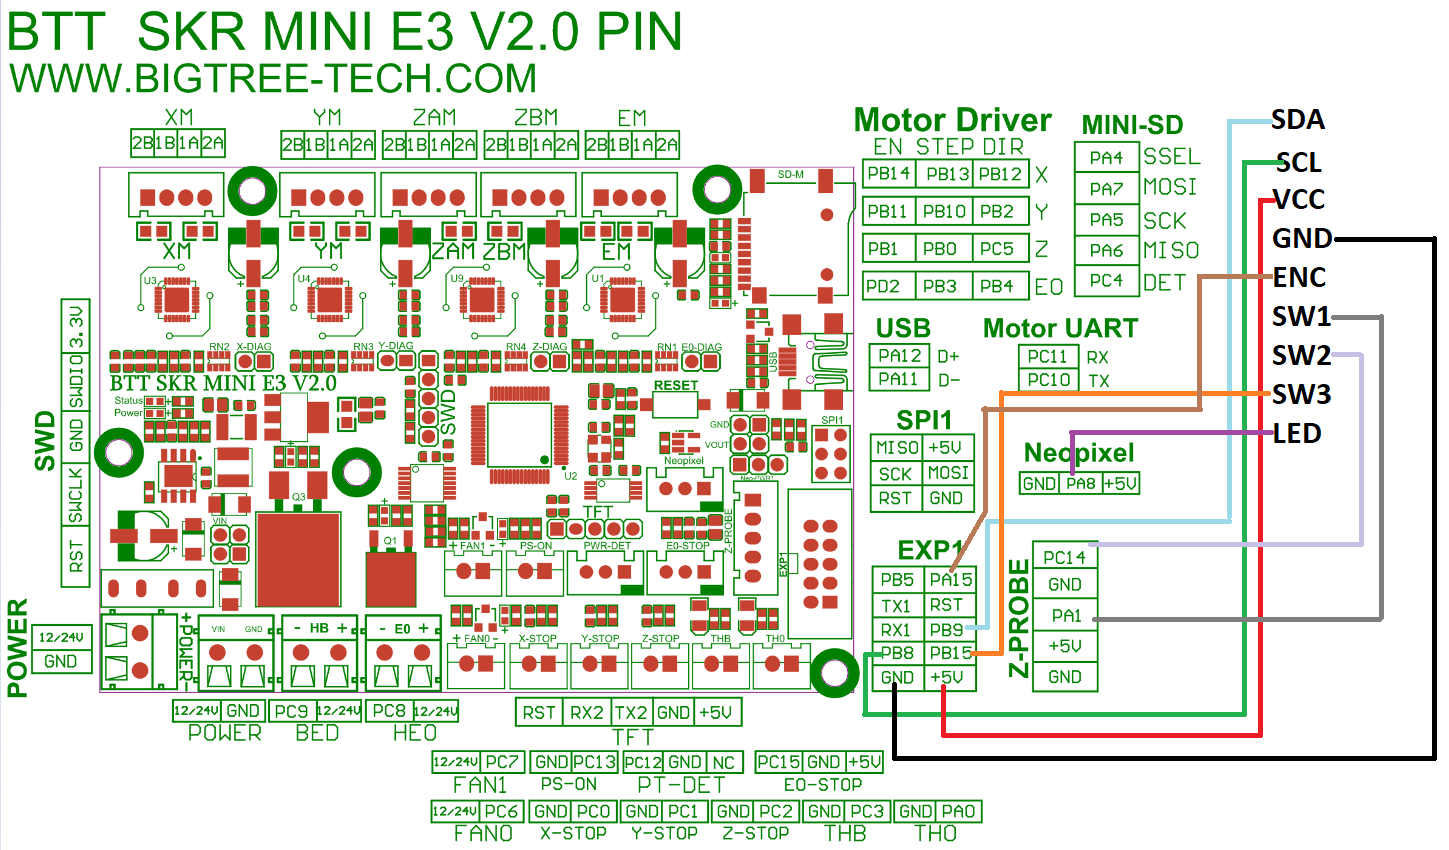 BTT SKR MINI E3 V2.0 PIN
WWW.BIGTREE-TECH.COM
XM
2B 1B 1A 2A
YM
2B 1B 1A 2A
ZAM
2B 1B 1A 2A
ZBM
2B 1B 1A 2A
EM
2B 1B 1A 2A
Motor Driver
EN STEP DIR
PB14 PB13 PB12 X
PB11 PB10 PB2 Y
PB1 PB0 PC5 Z
PD2 PB3 PB4 EO
MINI-SD
PA4 SSEL
PA7 MOSI
PA5 SCK
PA6 MISO
PC4 DET
SDA
SCL
VCC
GND
ENC
SW1
SW2
SW3
LED
USB
PA12 D+
PA11 D-
Motor UART
PC11 RX
PC10 TX
SPI1
MISO +5V
SCK MOSI
RST GND
Neopixel
GND PA8 +5V
EXP1
PB5 PA15
TX1 RST
RX1 PB9
PB8 PB15
GND +5V
Z-PROBE
PC14
GND
PA1
+5V
GND
SWD
3.3V
SWDIO
GND
SWCLK
RST
POWER
12/24V
GND
SD-M
XM
YM
ZAM
ZBM
EM
U3
U4
U9
U1
+
+
+
+
+
RN2
X-DIAG
RN3
Y-DIAG
RN4
Z-DIAG
RN1
E0-DIAG
USB
BTT SKR MINI E3 V2.0
Status
Power
SWD
RESET
GND
VOUT
SPI1
Neopixel
Neo-PWR1
U2
Q3
VIN
+
Q1
+
TFT
Z-PROBE
EXP1
+ FAN1 -
PS-ON
PWR-DET
E0-STOP
+POWER-
VIN GND
- HB +
- E0 +
+ FAN0 -
X-STOP
Y-STOP
Z-STOP
THB
TH0
12/24V GND
POWER
PC9 12/24V
BED
PC8 12/24V
HEO
RST RX2 TX2 GND +5V
TFT
12/24V PC7
FAN1
GND PC13
PS-ON
PC12 GND NC
PT-DET
PC15 GND +5V
EO-STOP
12/24V PC6
FANO
GND PC0
X-STOP
GND PC1
Y-STOP
GND PC2
Z-STOP
GND PC3
THB
GND PA0
THO